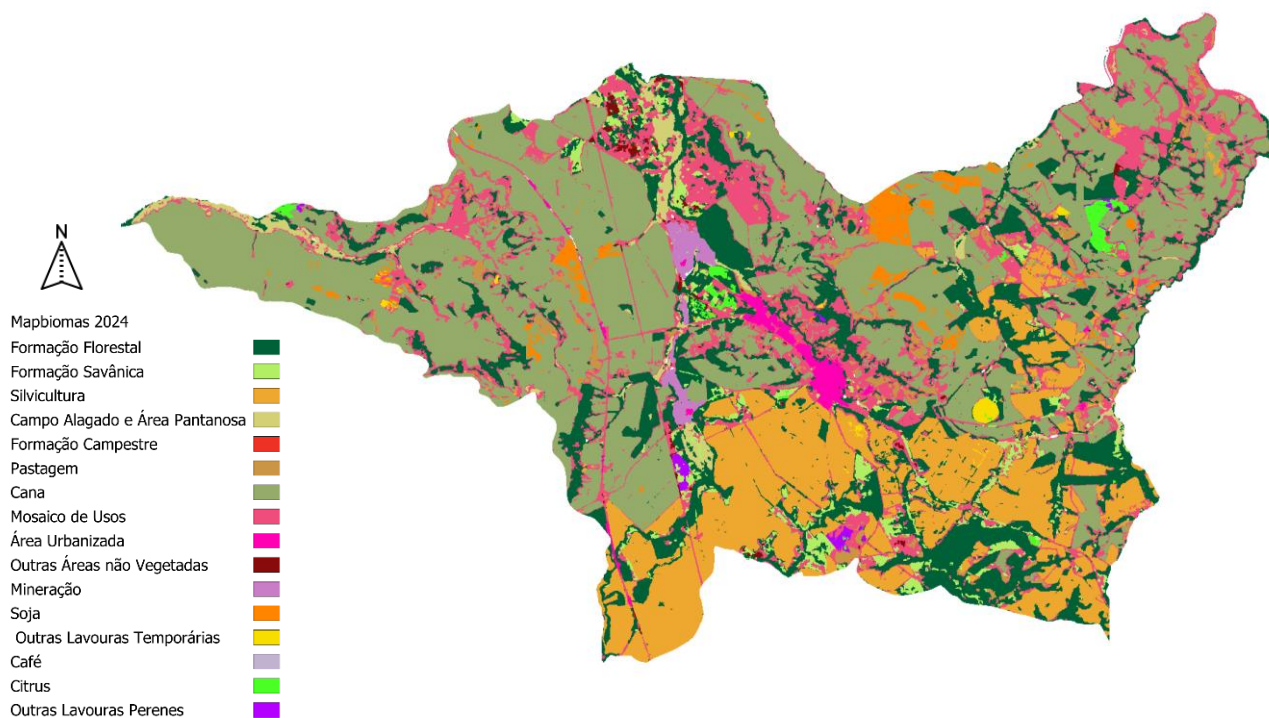 N
Mapbiomas 2024
Formação Florestal
Formação Savânica
Silvicultura
Campo Alagado e Área Pantanosa
Formação Campestre
Pastagem
Cana
Mosaico de Usos
Área Urbanizada
Outras Áreas não Vegetadas
Mineração
Soja
Outras Lavouras Temporárias
Café
Citrus
Outras Lavouras Perenes